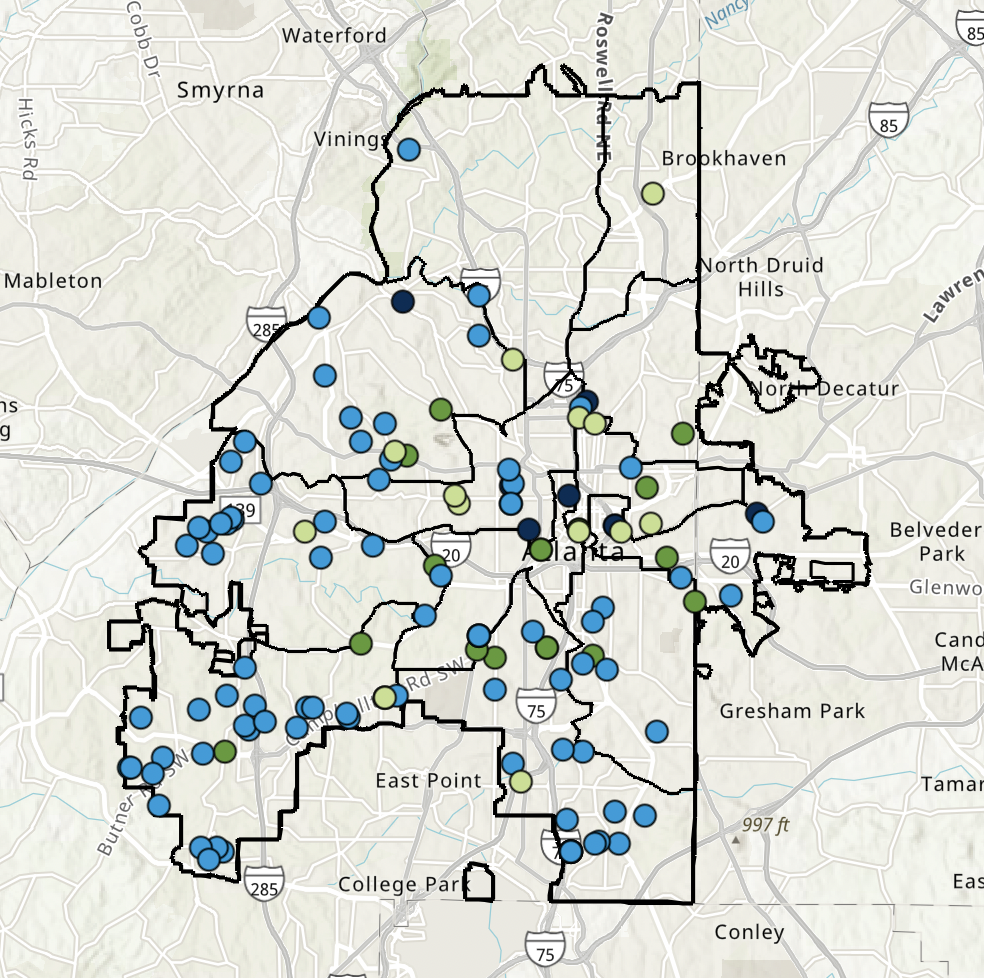 Cobb Dr
Nancy
Waterford
85
Roswell Rd NE
Smyrna
Hicks Rd
85
Vinings
Brookhaven
Mableton
North Druid
Hills
Lawren
285
75
North Decatur
ns
g
139
Belveder
Park
20
Atlanta
20
Glenwo
Cand
McA
Campbellton Rd SW
75
Gresham Park
East Point
Tamar
Butner Rd SW
997 ft
285
College Park
Eas
Conley
75